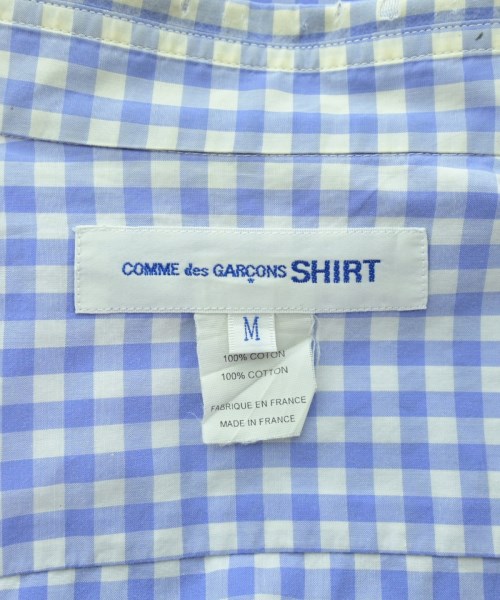 COMME des GARÇONS SHIRT
M
100% COTON
100% COTTON
FABRIQUE EN FRANCE
MADE IN FRANCE